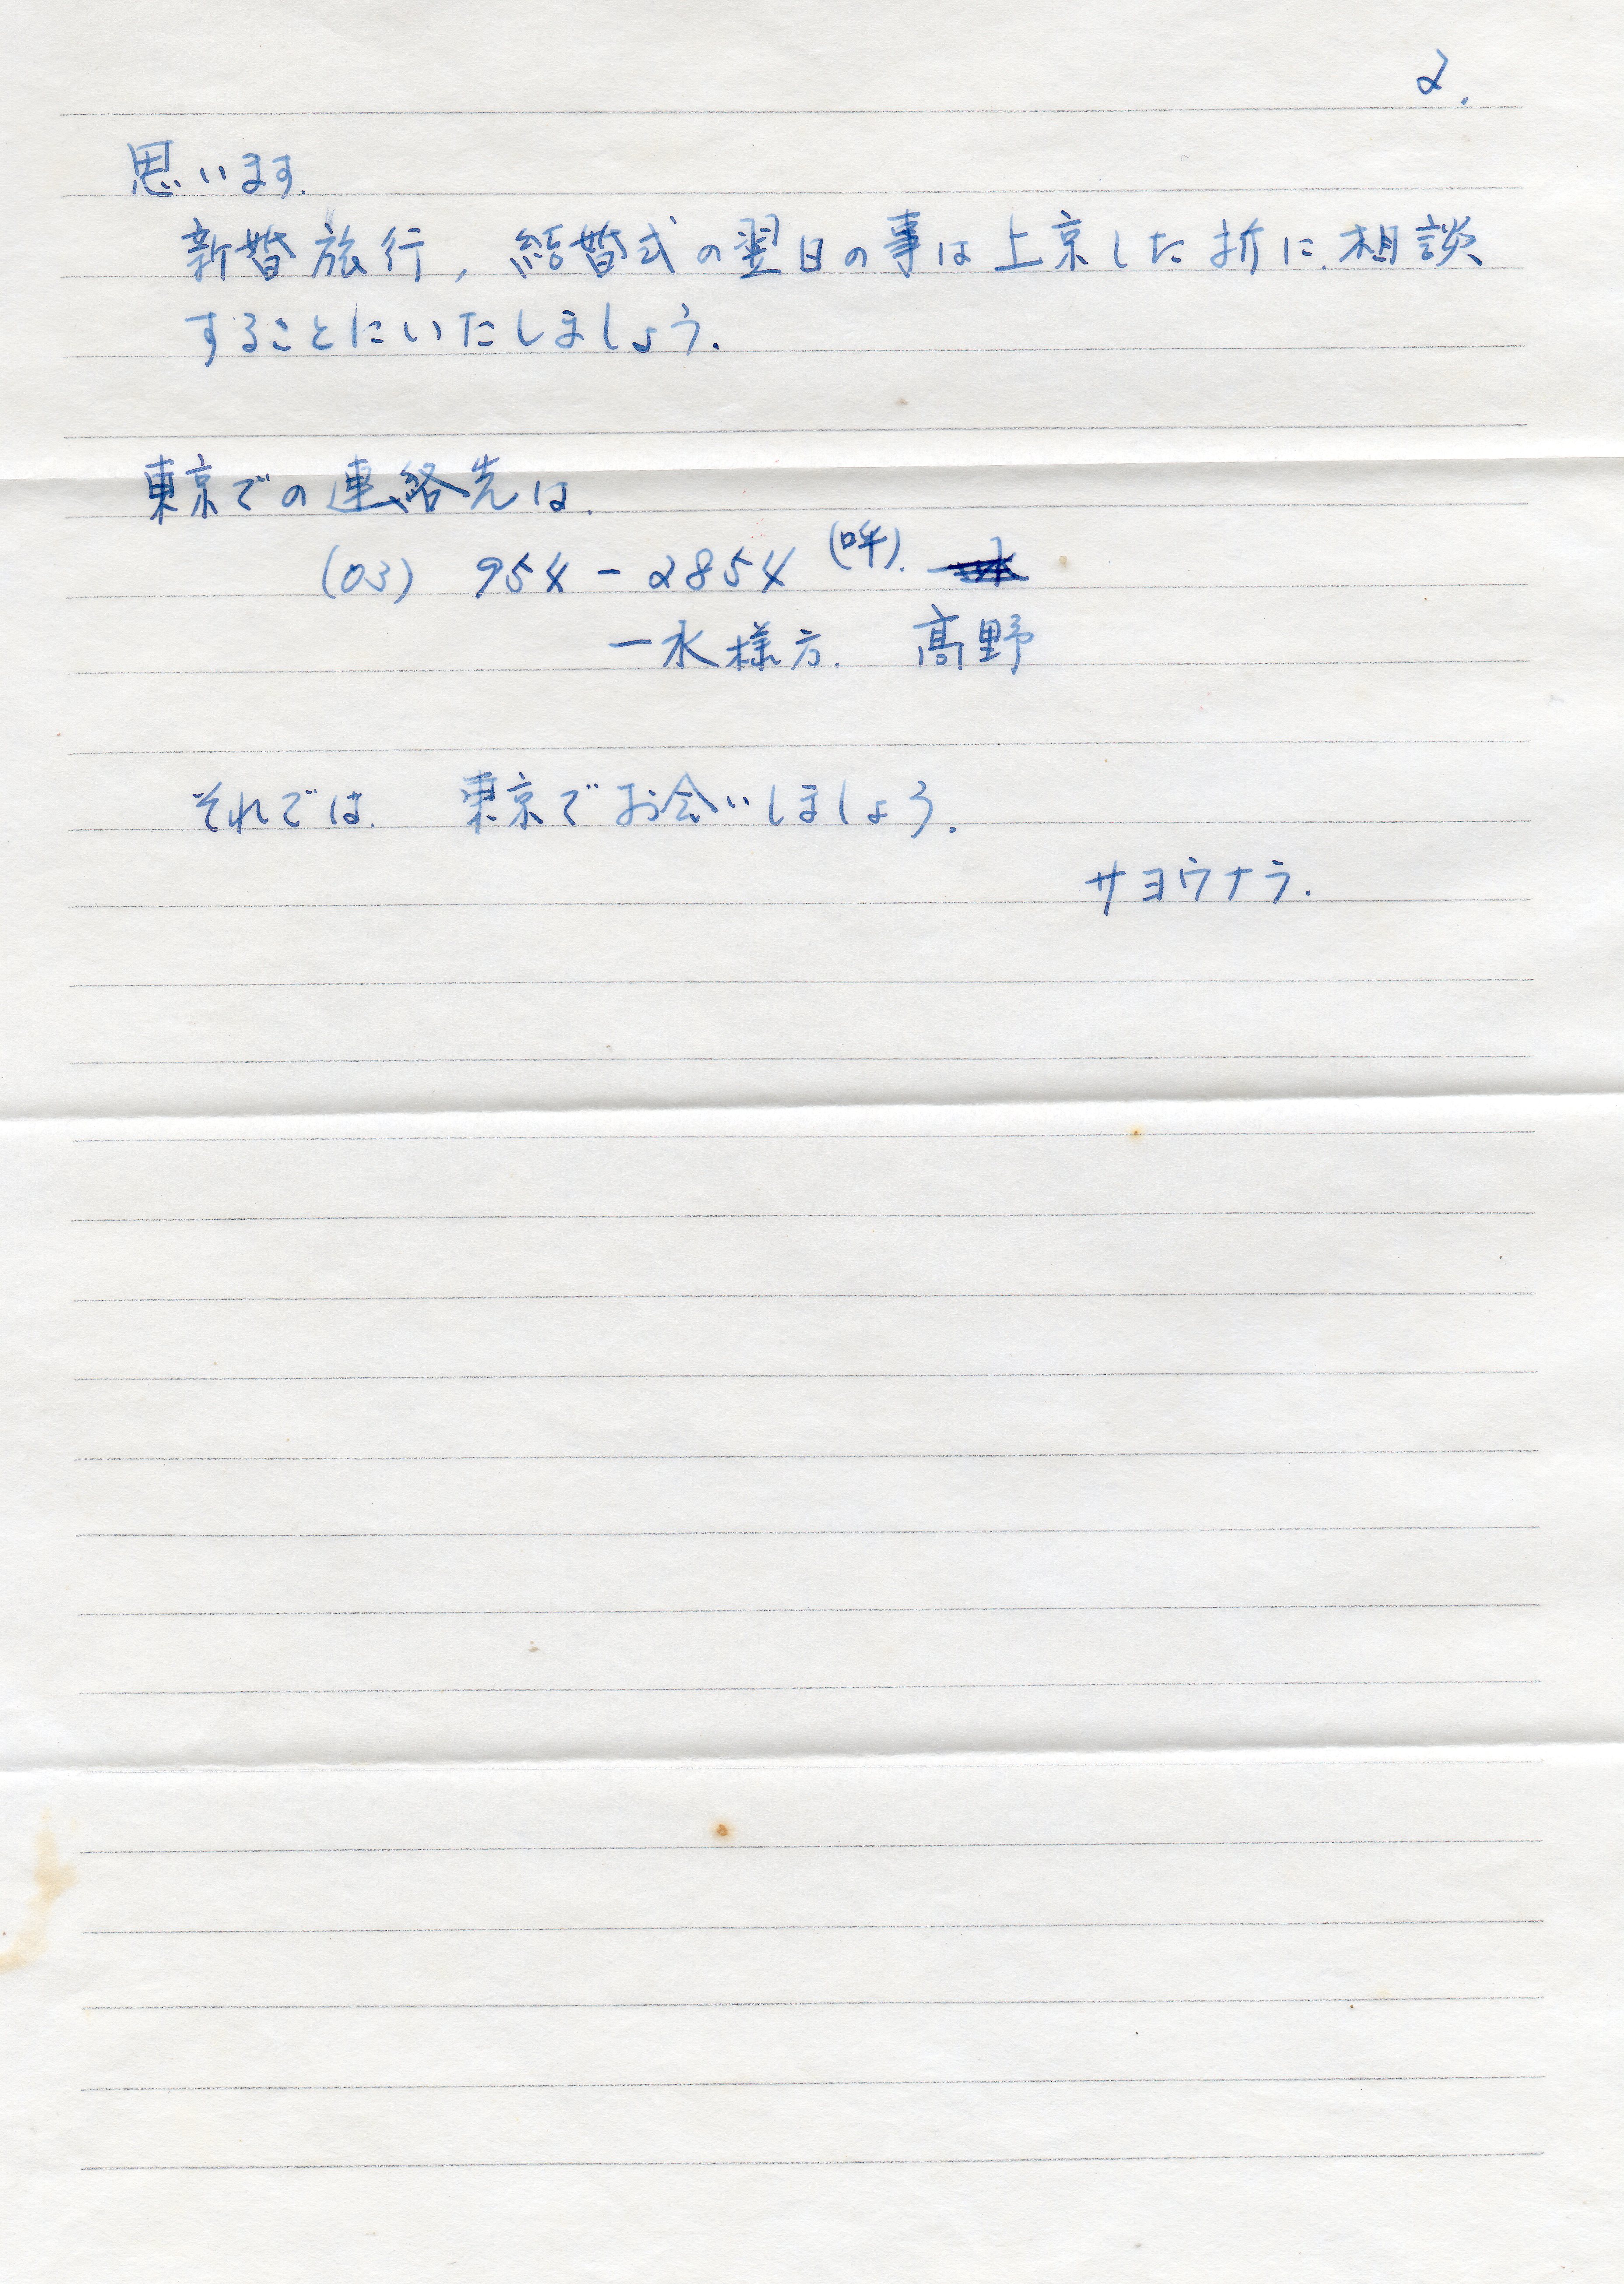 2.
思います.
新婚旅行, 結婚式の翌日の事は上京した折に.相談
することにいたしましょう.
東京での連絡先は.
(03) 954-2854 (呼).
一水様方. 髙野
それでは. 東京でお会いしましょう.
サヨウナラ.